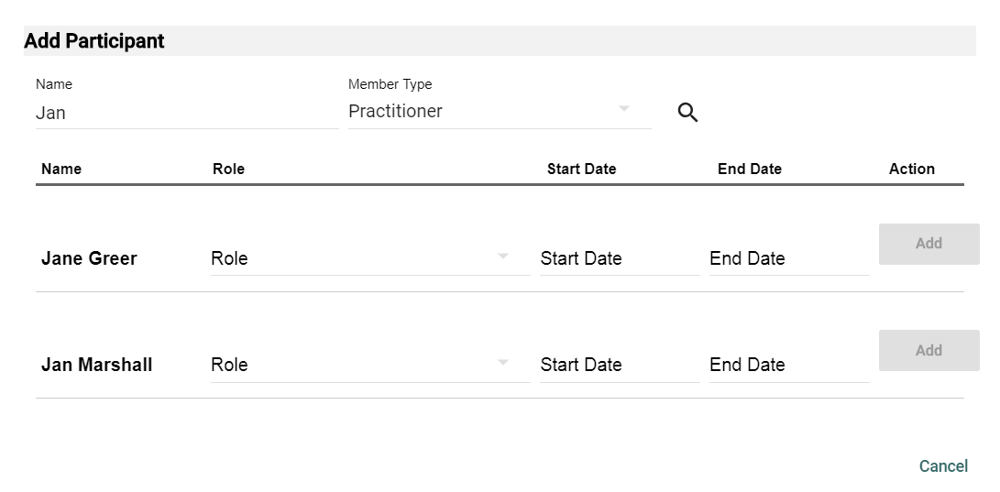 Add Participant
Name Member Type
Jan Practitioner
Name Role Start Date End Date Action
Jane Greer Role Start Date End Date Add
Jan Marshall Role Start Date End Date Add
Cancel